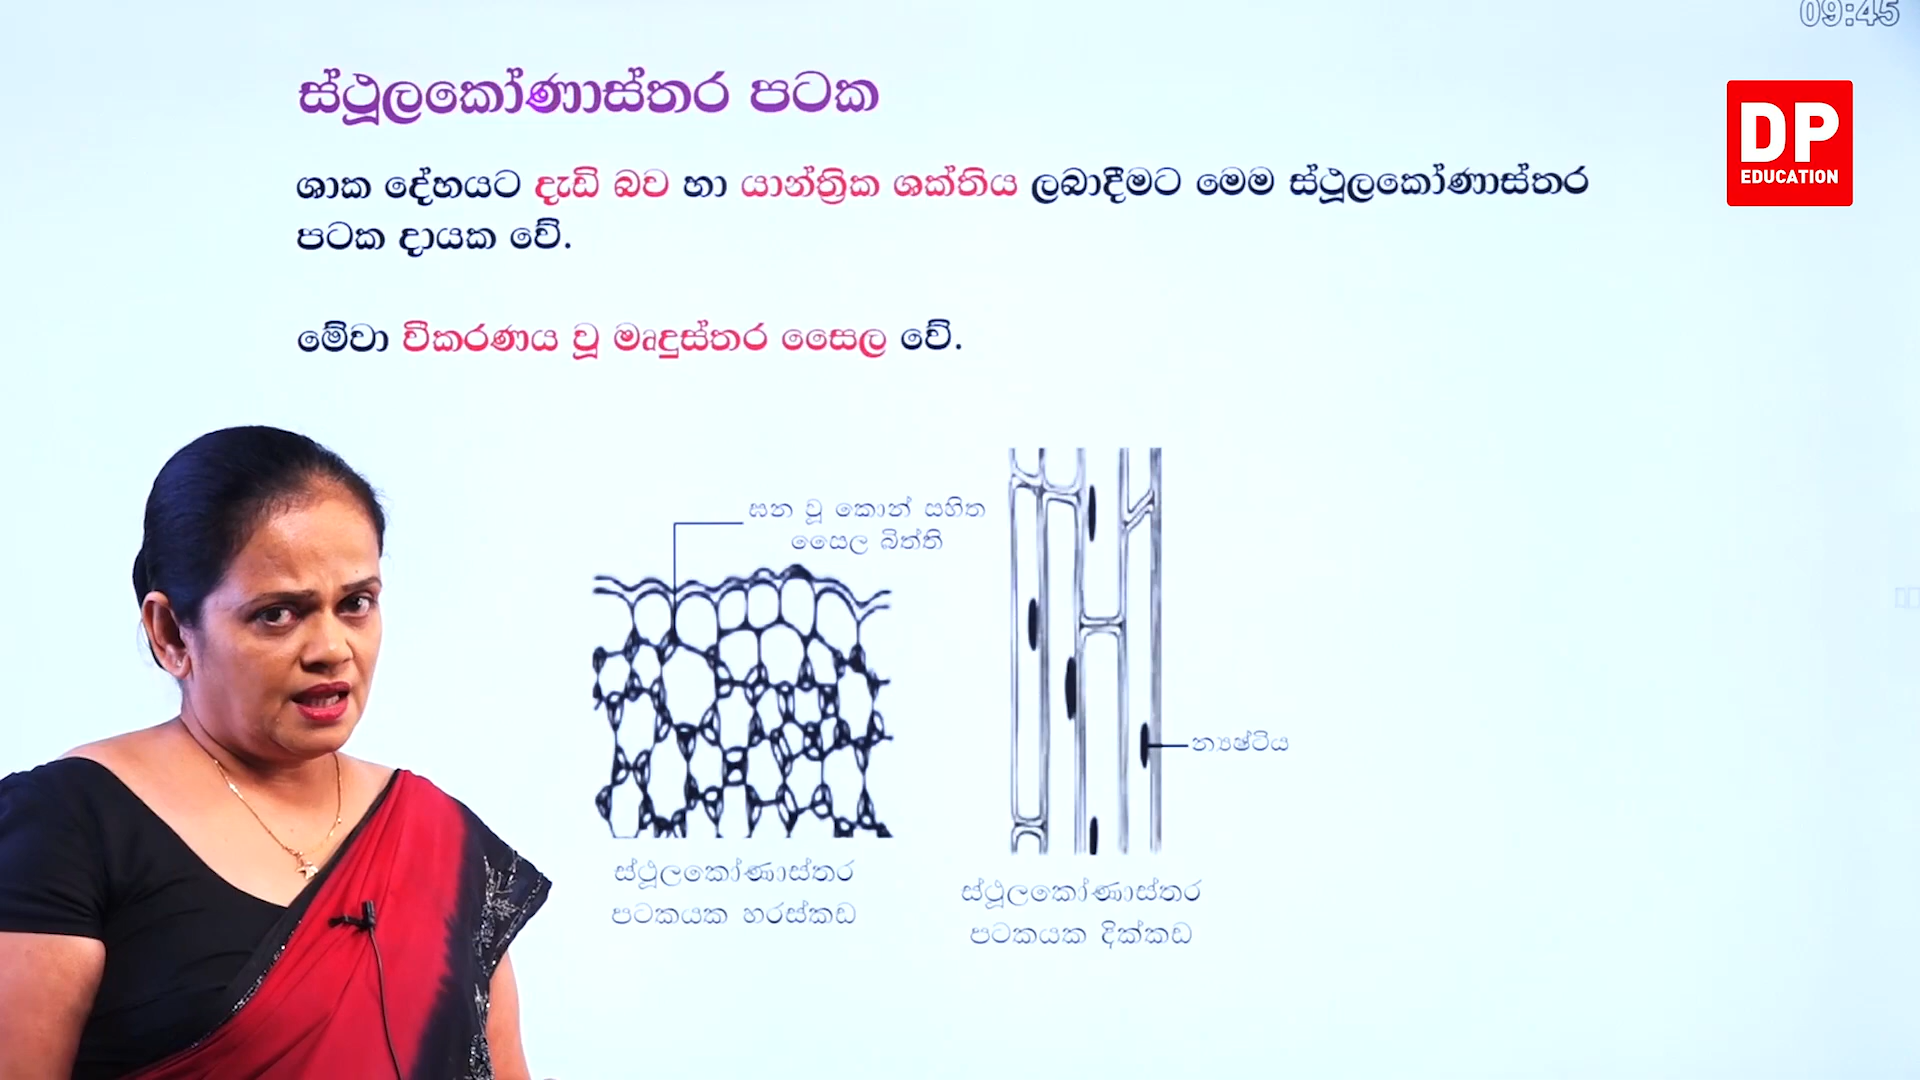 09:45
ස්ථූලකෝණාස්තර පටක
DP
EDUCATION
ශාක දේහයට දැඩි බව හා යාන්ත්‍රික ශක්තිය ලබාදීමට මෙම ස්ථූලකෝණාස්තර
පටක දායක වේ.
මේවා විකරණය වූ මෘදුස්තර සෛල වේ.
ඝන වූ කොන් සහිත
සෛල බිත්ති
න්‍යෂ්ටිය
ස්ථූලකෝණාස්තර
පටකයක හරස්කඩ
ස්ථූලකෝණාස්තර
පටකයක දික්කඩ